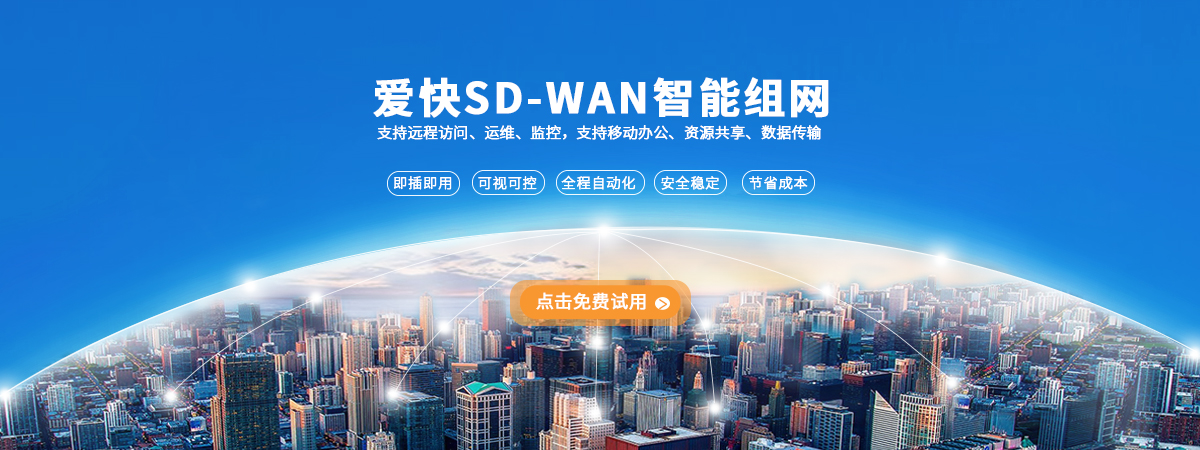 爱快SD-WAN智能组网
支持远程访问、运维、监控，支持移动办公、资源共享、数据传输
即插即用 可视可控 全程自动化 安全稳定 节省成本
点击免费试用